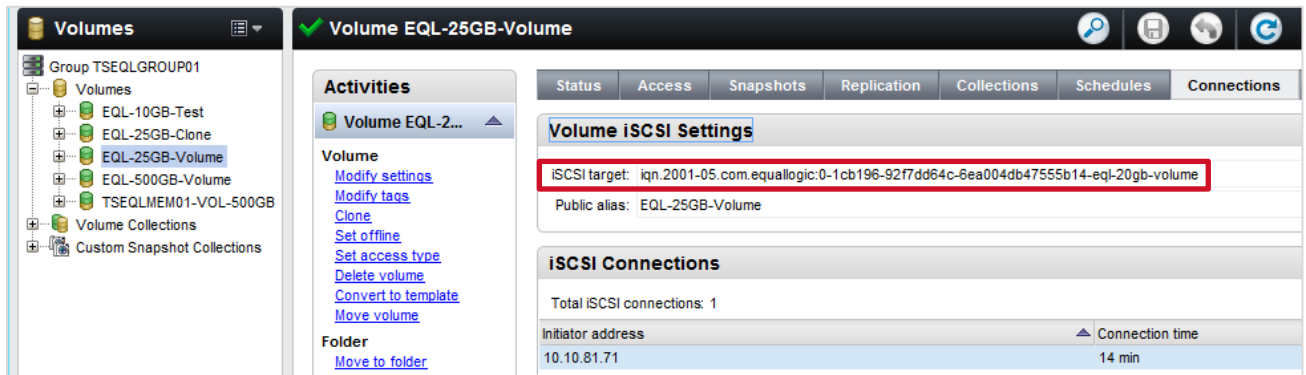 Volumes
Volume EQL-25GB-Volume
Group TSEQLGROUP01
Volumes
EQL-10GB-Test
EQL-25GB-Clone
EQL-25GB-Volume
EQL-500GB-Volume
TSEQLMEM01-VOL-500GB
Volume Collections
Custom Snapshot Collections
Activities
Volume EQL-2...
Volume
Modify settings
Modify tags
Clone
Set offline
Set access type
Delete volume
Convert to template
Move volume
Folder
Move to folder
Status Access Snapshots Replication Collections Schedules Connections
Volume iSCSI Settings
iSCSI target: iqn.2001-05.com.equallogic:0-1cb196-92f7dd64c-6ea004db47555b14-eql-20gb-volume
Public alias: EQL-25GB-Volume
iSCSI Connections
Total iSCSI connections: 1
Initiator address Connection time
10.10.81.71 14 min